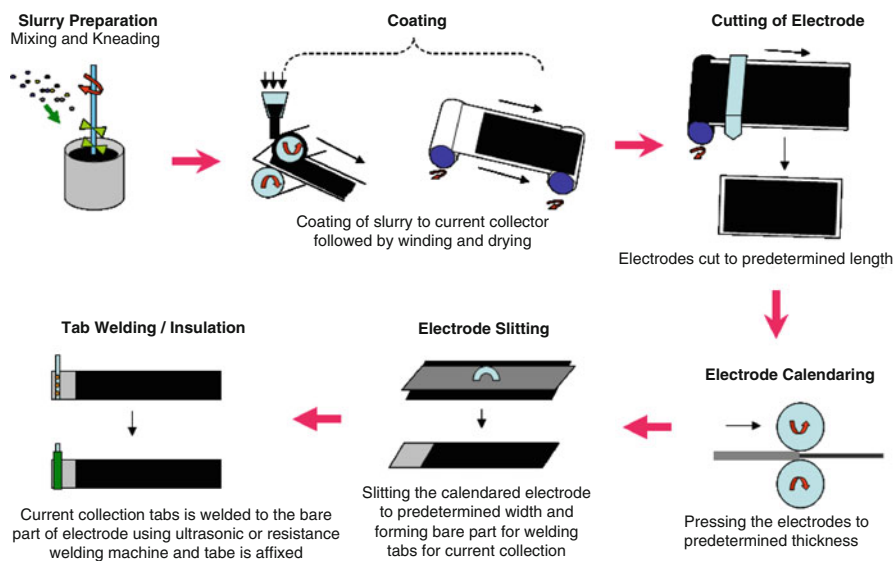 Slurry Preparation
Mixing and Kneading
Coating
Coating of slurry to current collector
followed by winding and drying
Cutting of Electrode
Electrodes cut to predetermined length
Electrode Calendaring
Pressing the electrodes to
predetermined thickness
Electrode Slitting
Slitting the calendared electrode
to predetermined width and
forming bare part for welding
tabs for current collection
Tab Welding / Insulation
Current collection tabs is welded to the bare
part of electrode using ultrasonic or resistance
welding machine and tabe is affixed